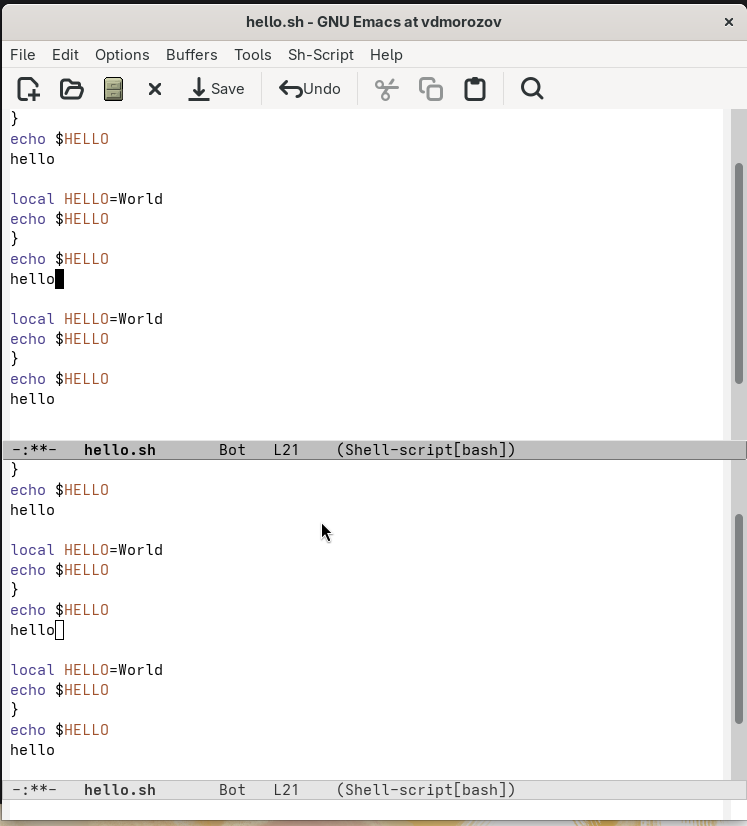 hello.sh - GNU Emacs at vdmorozov
File Edit Options Buffers Tools Sh-Script Help
Save Undo
}
echo $HELLO
hello
local HELLO=World
echo $HELLO
}
echo $HELLO
hello
local HELLO=World
echo $HELLO
}
echo $HELLO
hello
-:**- hello.sh Bot L21 (Shell-script[bash])
}
echo $HELLO
hello
local HELLO=World
echo $HELLO
}
echo $HELLO
hello
local HELLO=World
echo $HELLO
}
echo $HELLO
hello
-:**- hello.sh Bot L21 (Shell-script[bash])